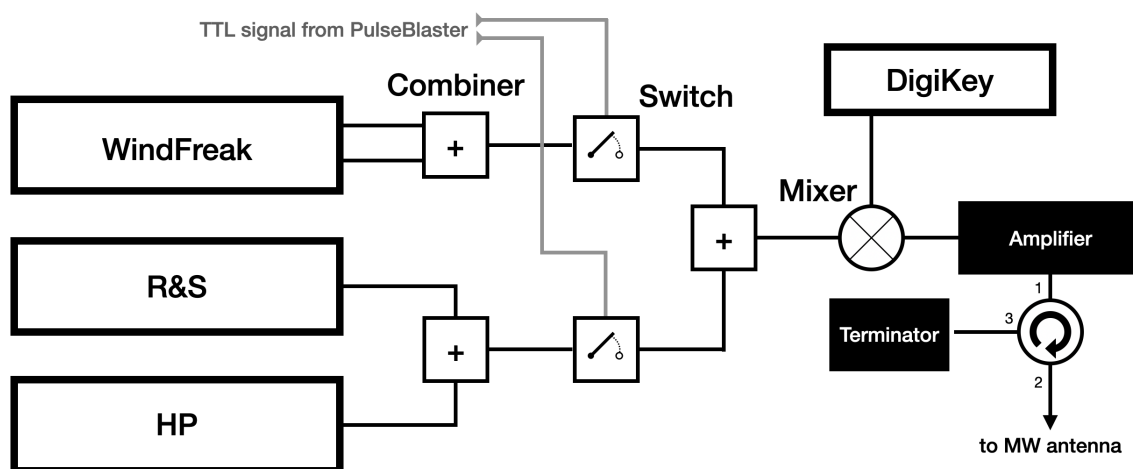 TTL signal from PulseBlaster
Combiner
Switch
DigiKey
WindFreak
+
Mixer
+
Amplifier
R&S
1
3
Terminator
+
2
HP
to MW antenna